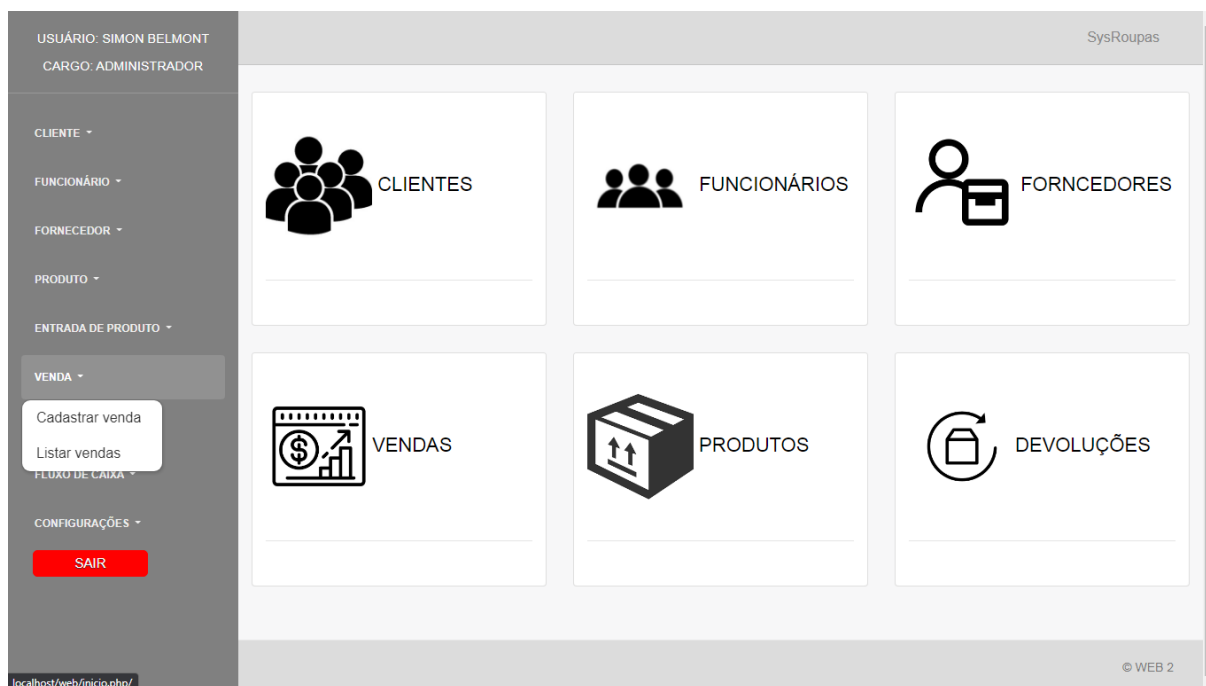 USUÁRIO: SIMON BELMONT
CARGO: ADMINISTRADOR
SysRoupas
CLIENTE
FUNCIONÁRIO
FORNECEDOR
PRODUTO
ENTRADA DE PRODUTO
VENDA
Cadastrar venda
Listar vendas
FLUXO DE CAIXA
CONFIGURAÇÕES
SAIR
CLIENTES
FUNCIONÁRIOS
FORNCEDORES
VENDAS
PRODUTOS
DEVOLUÇÕES
© WEB 2
localhost/web/inicio.php/